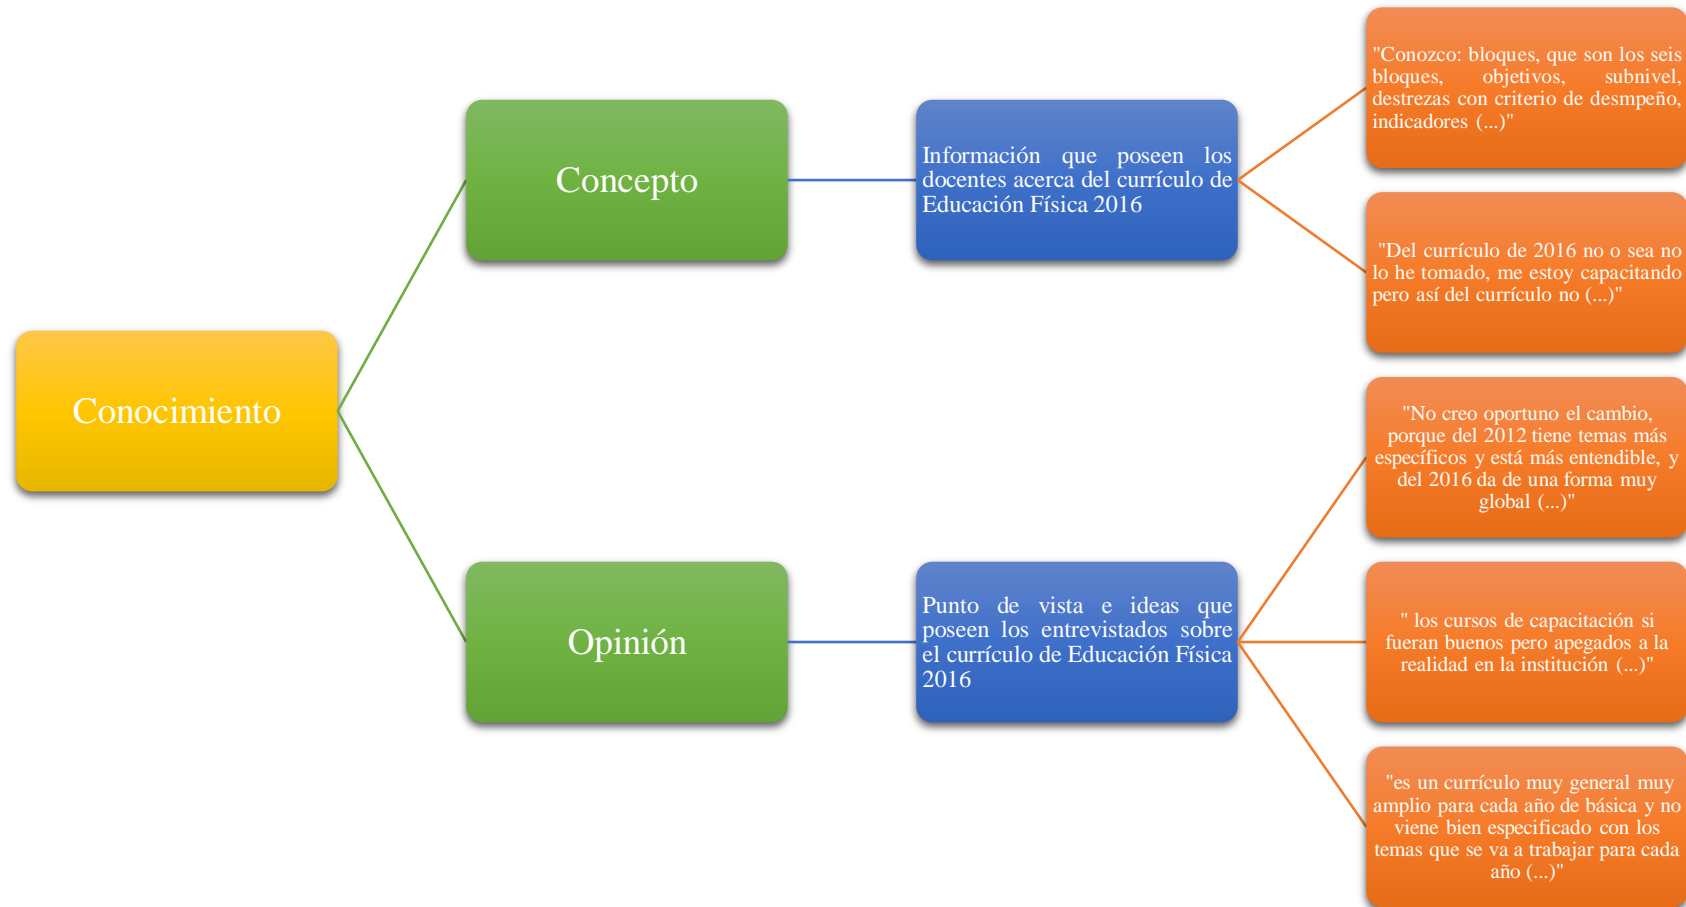 Conocimiento
Concepto
Información que poseen los
docentes acerca del currículo de
Educación Física 2016
"Conozco: bloques, que son los seis
bloques, objetivos, subnivel,
destrezas con criterio de desmpeño,
indicadores (...)"
"Del currículo de 2016 no o sea no
lo he tomado, me estoy capacitando
pero así del currículo no (...)"
Opinión
Punto de vista e ideas que
poseen los entrevistados sobre
el currículo de Educación Física
2016
"No creo oportuno el cambio,
porque del 2012 tiene temas más
específicos y está más entendible, y
del 2016 da de una forma muy
global (...)"
" los cursos de capacitación si
fueran buenos pero apegados a la
realidad en la institución (...)"
"es un currículo muy general muy
amplio para cada año de básica y no
viene bien especificado con los
temas que se va a trabajar para cada
año (...)"